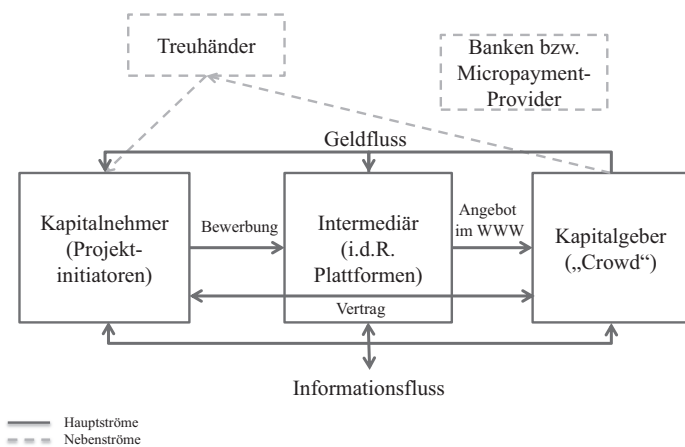 Treuhänder
Banken bzw.
Micropayment-
Provider
Geldfluss
Kapitalnehmer
(Projekt-
initiatoren)
Bewerbung
Intermediär
(i.d.R.
Plattformen)
Angebot
im WWW
Kapitalgeber
(„Crowd“)
Vertrag
Informationsfluss
Hauptströme
Nebenströme